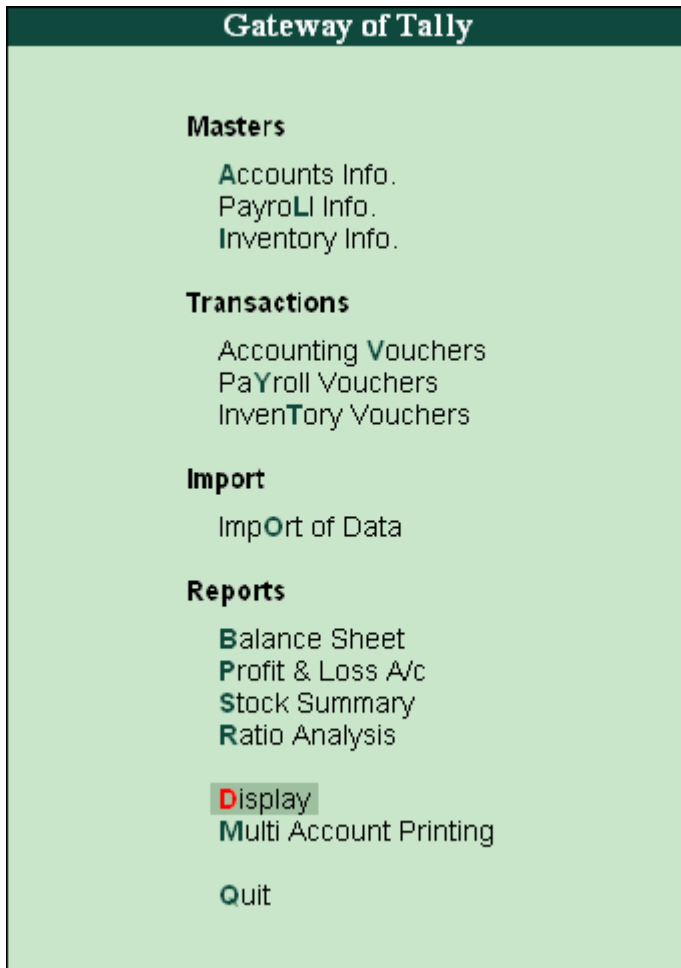 Gateway of Tally
Masters
Accounts Info.
PayroLl Info.
Inventory Info.
Transactions
Accounting Vouchers
PaYroll Vouchers
InvenTory Vouchers
Import
ImpOrt of Data
Reports
Balance Sheet
Profit & Loss A/c
Stock Summary
Ratio Analysis
Display
Multi Account Printing
Quit